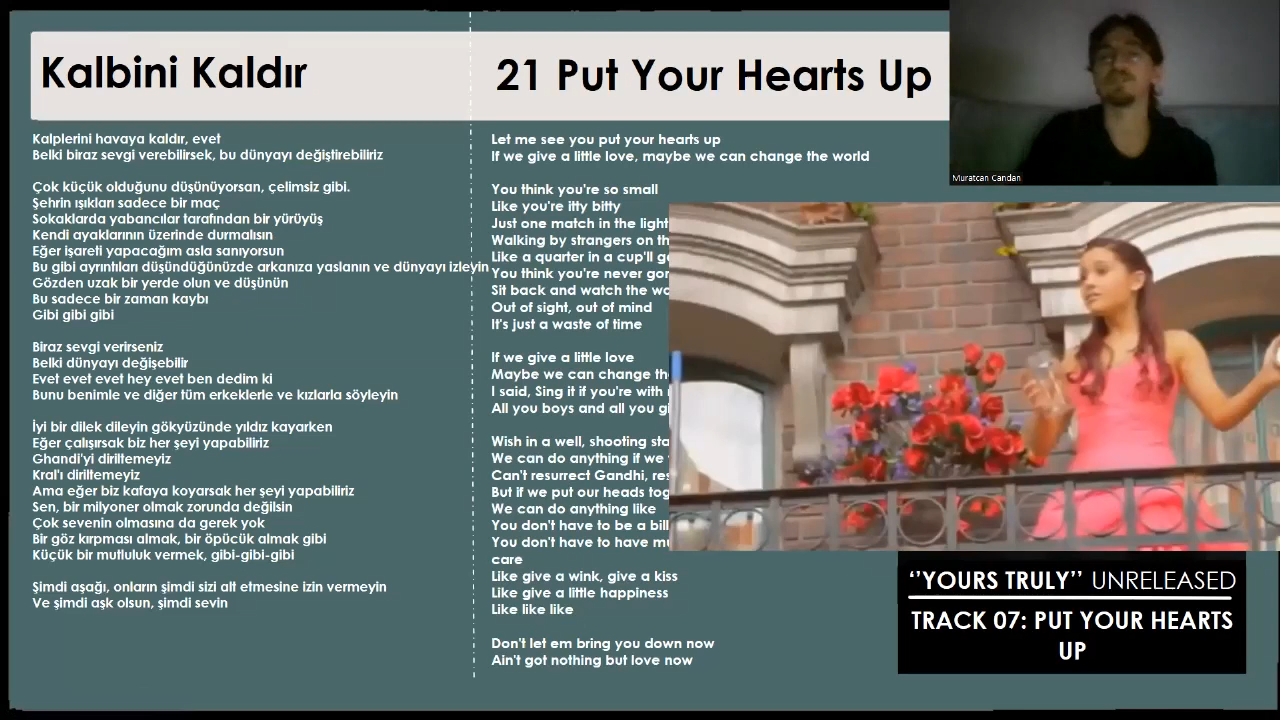 Kalbini Kaldır
21 Put Your Hearts Up
Kalplerini havaya kaldır, evet
Belki biraz sevgi verebilirsek, bu dünyayı değiştirebiliriz
Çok küçük olduğunu düşünüyorsan, çelimsiz gibi.
Şehrin ışıkları sadece bir maç
Sokaklarda yabancılar tarafından bir yürüyüş
Kendi ayaklarının üzerinde durmalısın
Eğer işareti yapacağım asla sanıyorsun
Bu gibi ayrıntıları düşündüğünüzde arkanıza yaslanın ve dünyayı izleyin
Gözden uzak bir yerde olun ve düşünün
Bu sadece bir zaman kaybı
Gibi gibi gibi
Biraz sevgi verirseniz
Belki dünyayı değişebilir
Evet evet evet hey evet ben dedim ki
Bunu benimle ve diğer tüm erkeklerle ve kızlarla söyleyin
İyi bir dilek dileyin gökyüzünde yıldız kayarken
Eğer çalışırsak biz her şeyi yapabiliriz
Ghandi'yi diriltemeyiz
Kral'ı diriltemeyiz
Ama eğer biz kafaya koyarsak her şeyi yapabiliriz
Sen, bir milyoner olmak zorunda değilsin
Çok sevenin olmasına da gerek yok
Bir göz kırpması almak, bir öpücük almak gibi
Küçük bir mutluluk vermek, gibi-gibi-gibi
Şimdi aşağı, onların şimdi sizi alt etmesine izin vermeyin
Ve şimdi aşk olsun, şimdi sevin
Let me see you put your hearts up
If we give a little love, maybe we can change the world
You think you're so small
Like you're itty bitty
Just one match in the light
Walking by strangers on th
Like a quarter in a cup'll ge
You think you're never gor
Sit back and watch the wo
Out of sight, out of mind
It's just a waste of time
If we give a little love
Maybe we can change th
I said, Sing it if you're with
All you boys and all you gi
Wish in a well, shooting sta
We can do anything if we
Can't resurrect Gandhi, res
But if we put our heads tog
We can do anything like
You don't have to be a bill
You don't have to have mu
care
Like give a wink, give a kiss
Like give a little happiness
Like like like
Don't let em bring you down now
Ain't got nothing but love now
Muratcan Candan
‘’YOURS TRULY’’ UNRELEASED
TRACK 07: PUT YOUR HEARTS
UP